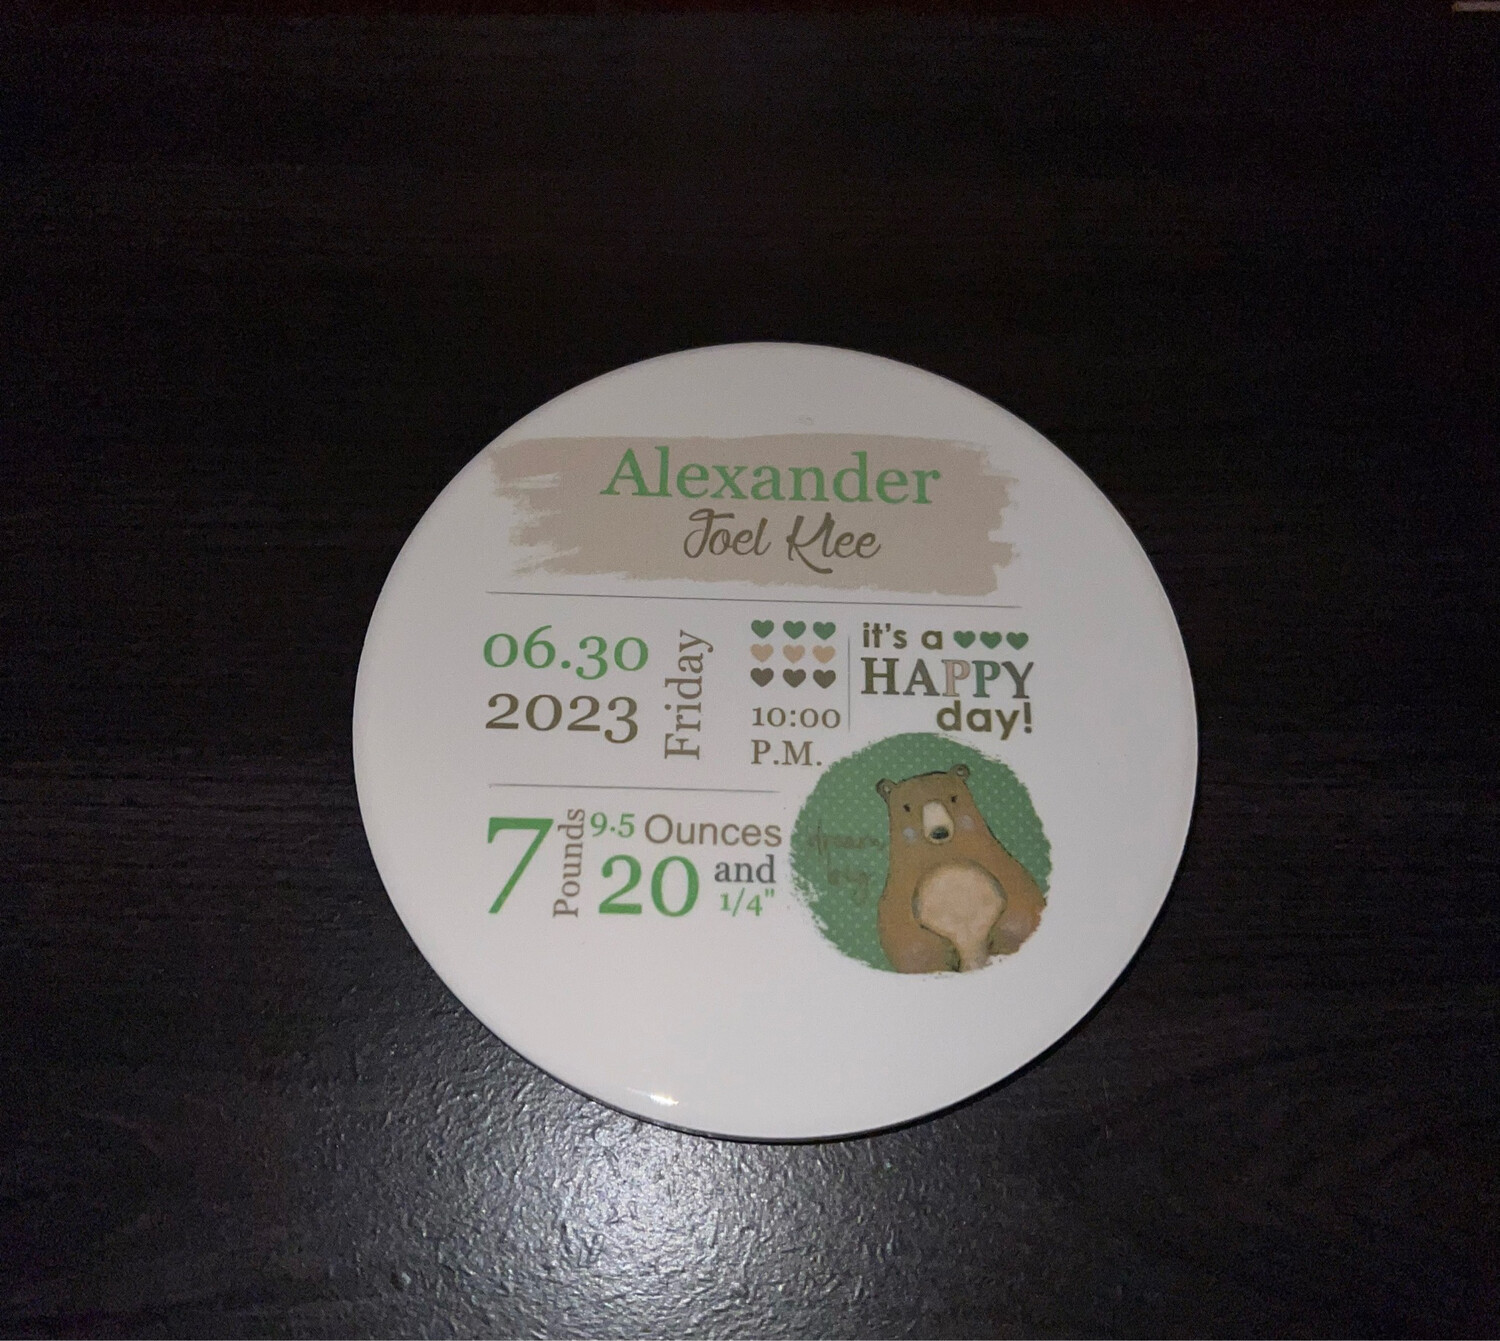 Alexander
Joel Klee
06.30
2023
Friday
10:00
P.M.
it's a
HAPPY
day!
7
Pounds
9.5 Ounces
20 and
1/4"